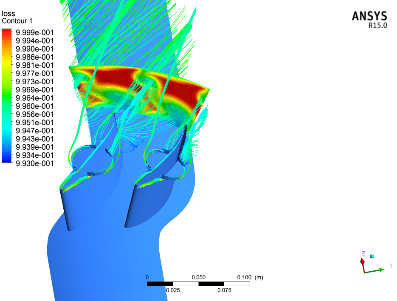 loss
Contour 1
9.999e-001
9.994e-001
9.990e-001
9.986e-001
9.981e-001
9.977e-001
9.973e-001
9.969e-001
9.964e-001
9.960e-001
9.956e-001
9.951e-001
9.947e-001
9.943e-001
9.939e-001
9.934e-001
9.930e-001
ANSYS
R15.0
0 0.050 0.100 (m)
0.025 0.075
Z
Y